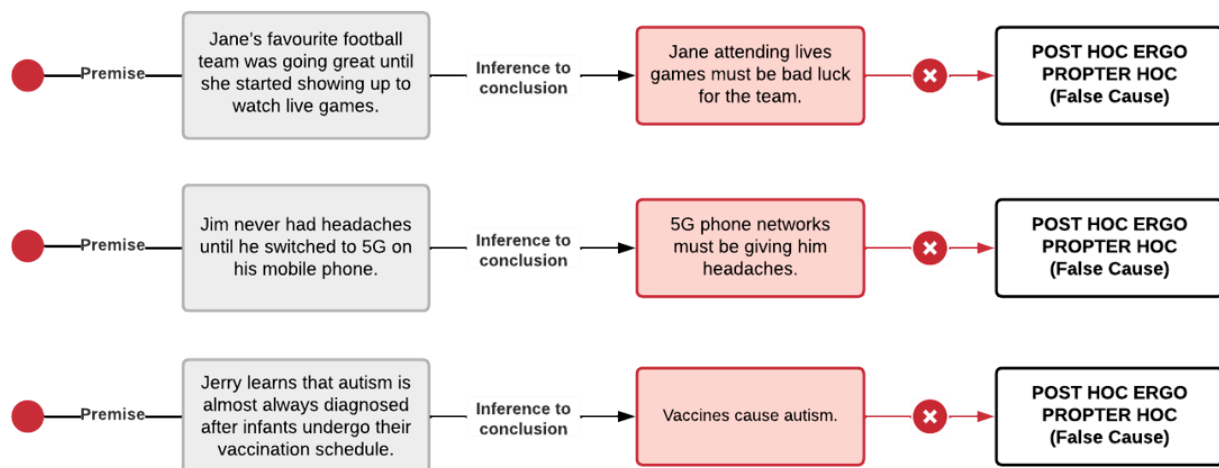 Premise
Jane's favourite football
team was going great until
she started showing up to
watch live games.
Inference to
conclusion
Jane attending lives
games must be bad luck
for the team.
POST HOC ERGO
PROPTER HOC
(False Cause)
Premise
Jim never had headaches
until he switched to 5G on
his mobile phone.
Inference to
conclusion
5G phone networks
must be giving him
headaches.
POST HOC ERGO
PROPTER HOC
(False Cause)
Premise
Jerry learns that autism is
almost always diagnosed
after infants undergo their
vaccination schedule.
Inference to
conclusion
Vaccines cause autism.
POST HOC ERGO
PROPTER HOC
(False Cause)